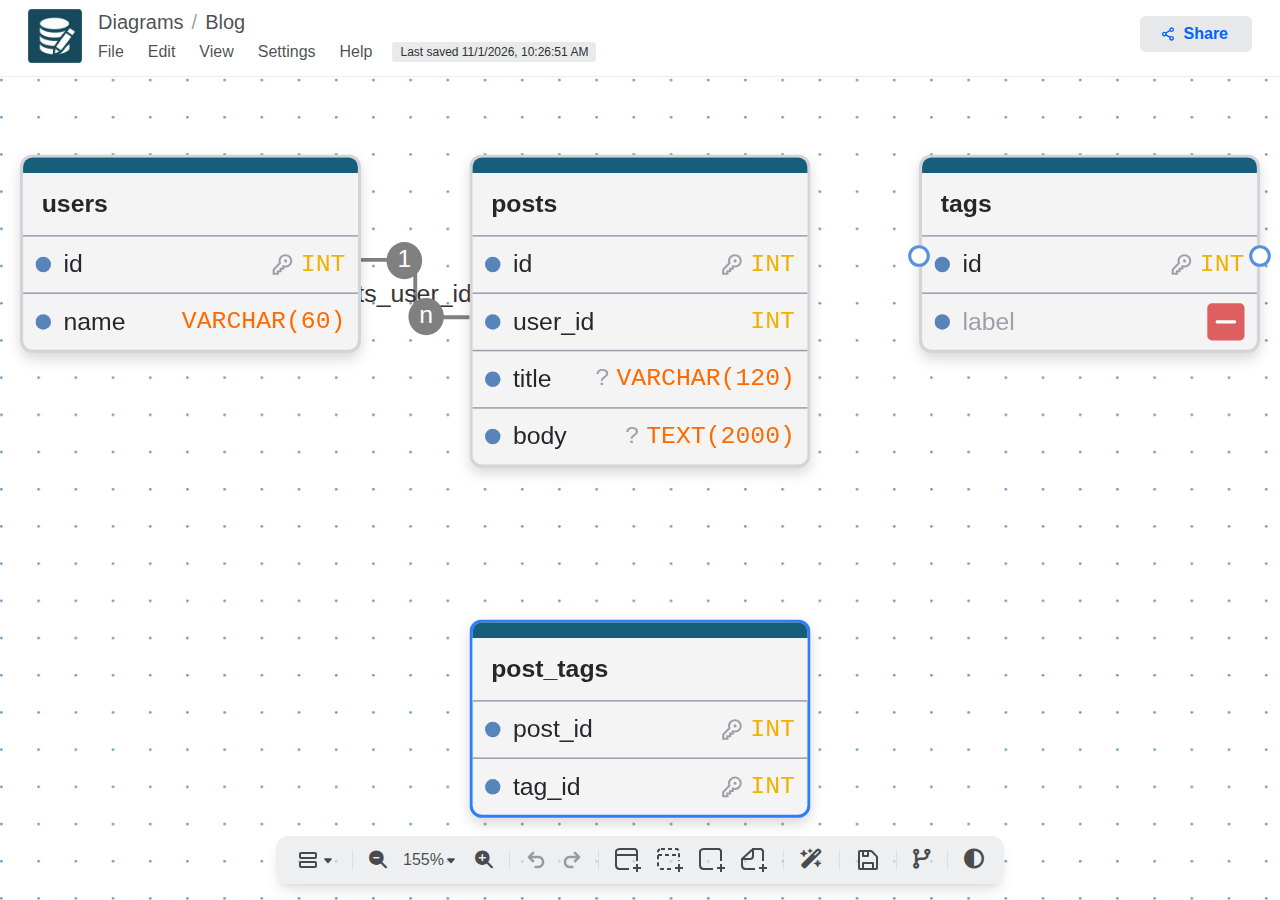 Diagrams / Blog
File Edit View Settings Help Last saved 11/1/2026, 10:26:51 AM
Share
users
id INT
name VARCHAR(60)
1
ts_user_id
n
posts
id INT
user_id INT
title ? VARCHAR(120)
body ? TEXT(2000)
tags
id INT
label
post_tags
post_id INT
tag_id INT
155%